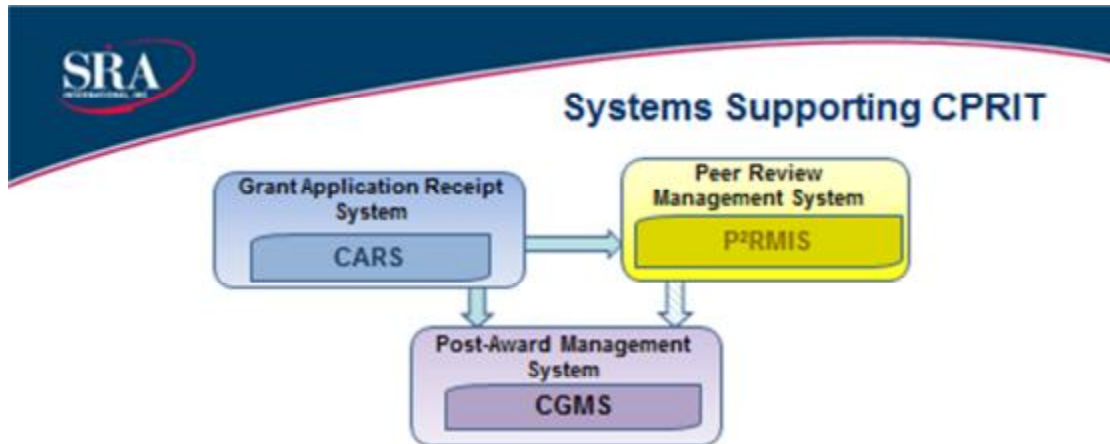 SRA
INTERNATIONAL, INC.
Systems Supporting CPRIT
Grant Application Receipt
System
CARS
Peer Review
Management System
P²RMIS
Post-Award Management
System
CGMS